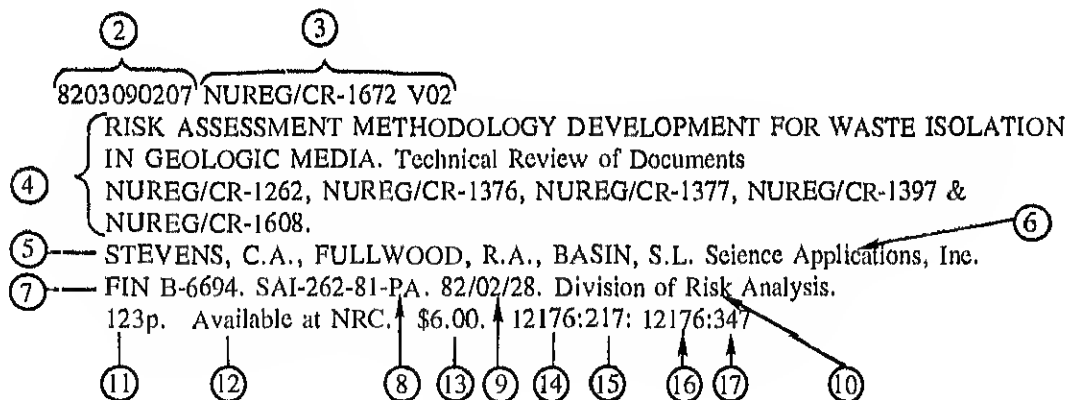 ② ③
8203090207 NUREG/CR-1672 V02
RISK ASSESSMENT METHODOLOGY DEVELOPMENT FOR WASTE ISOLATION
IN GEOLOGIC MEDIA. Technical Review of Documents
④ NUREG/CR-1262, NUREG/CR-1376, NUREG/CR-1377, NUREG/CR-1397 &
NUREG/CR-1608. ⑥
⑤ STEVENS, C.A., FULLWOOD, R.A., BASIN, S.L. Science Applications, Inc.
⑦ FIN B-6694. SAI-262-81-PA. 82/02/28. Division of Risk Analysis.
123p. Available at NRC. $6.00. 12176:217: 12176:347
⑪ ⑫ ⑧ ⑬ ⑨ ⑭ ⑮ ⑯ ⑰ ⑩